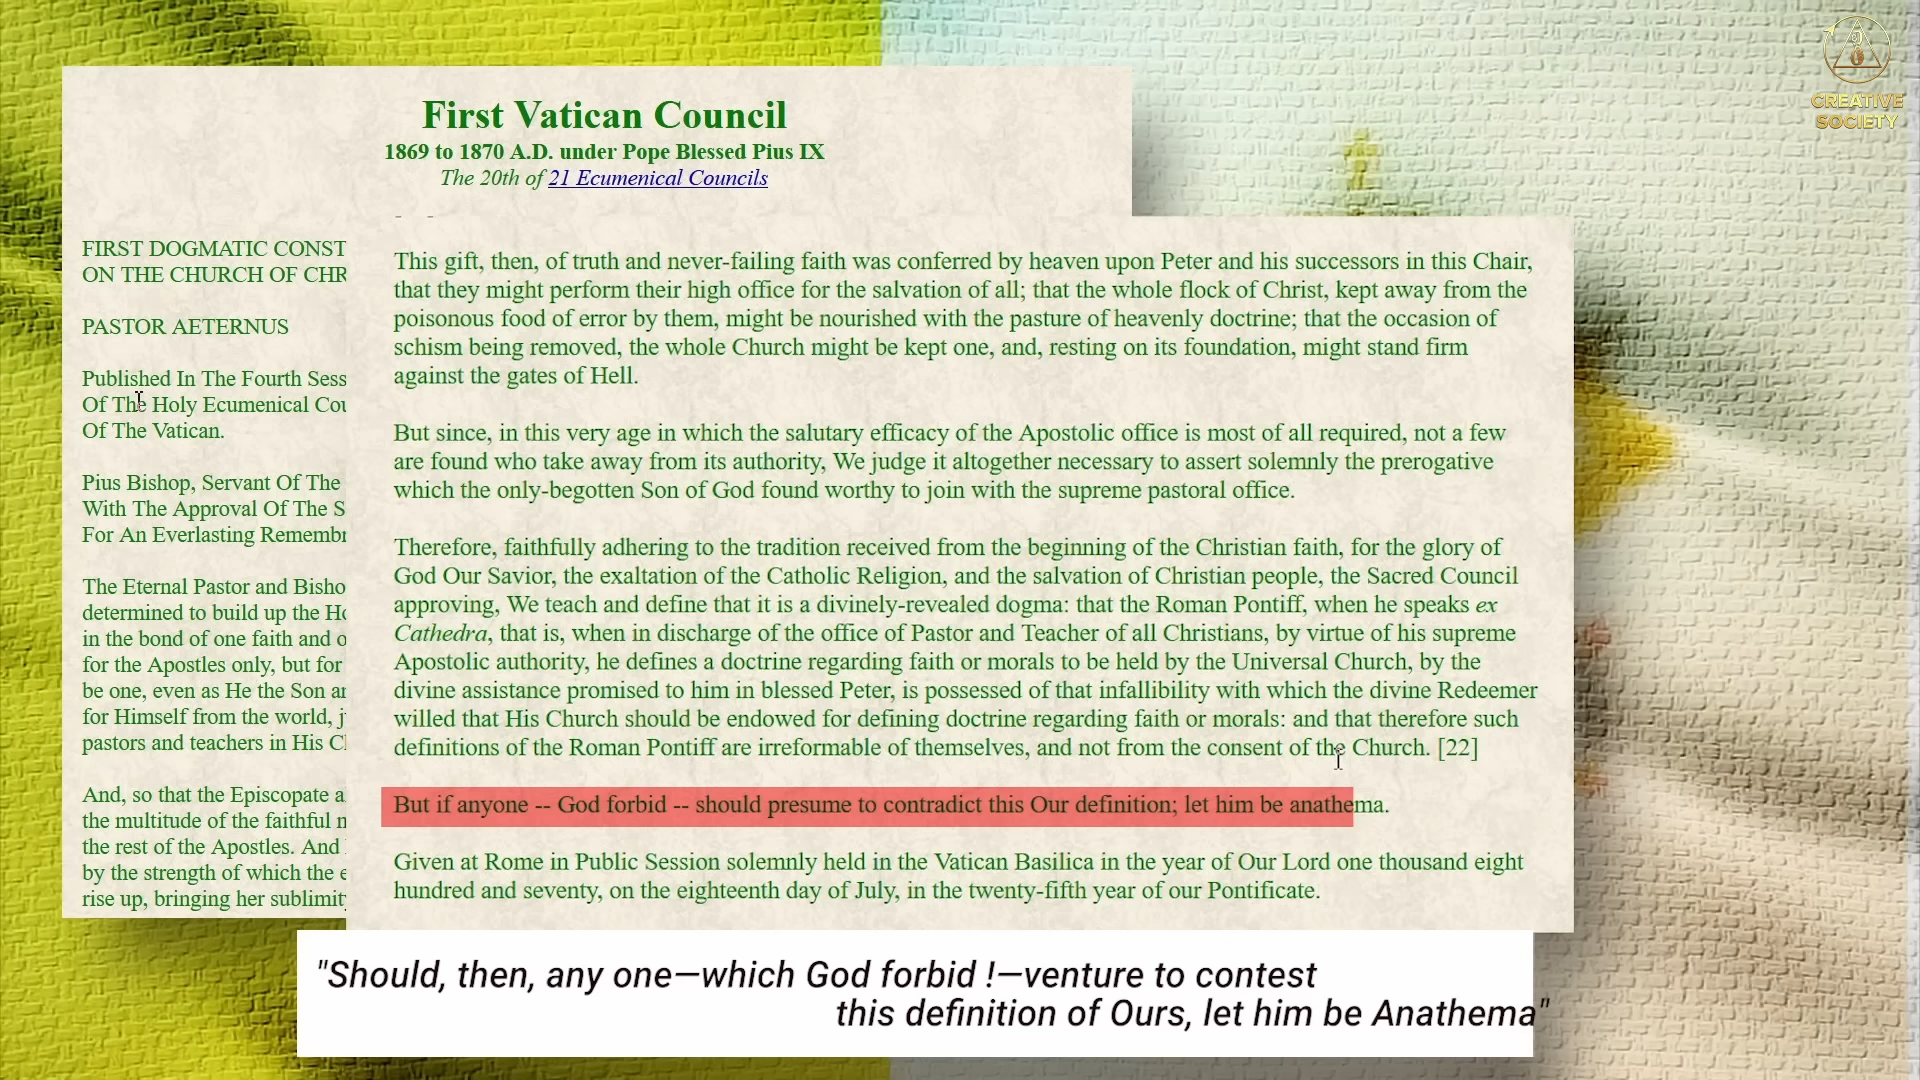 CREATIVE
SOCIETY
First Vatican Council
1869 to 1870 A.D. under Pope Blessed Pius IX
The 20th of 21 Ecumenical Councils
FIRST DOGMATIC CONST
ON THE CHURCH OF CHR
PASTOR AETERNUS
Published In The Fourth Sess
Of The Holy Ecumenical Cou
Of The Vatican.
Pius Bishop, Servant Of The
With The Approval Of The S
For An Everlasting Remembr
The Eternal Pastor and Bisho
determined to build up the Ho
in the bond of one faith and o
for the Apostles only, but for
be one, even as He the Son an
for Himself from the world, j
pastors and teachers in His Ch
And, so that the Episcopate a
the multitude of the faithful m
the rest of the Apostles. And
by the strength of which the e
rise up, bringing her sublimity
This gift, then, of truth and never-failing faith was conferred by heaven upon Peter and his successors in this Chair,
that they might perform their high office for the salvation of all; that the whole flock of Christ, kept away from the
poisonous food of error by them, might be nourished with the pasture of heavenly doctrine; that the occasion of
schism being removed, the whole Church might be kept one, and, resting on its foundation, might stand firm
against the gates of Hell.
But since, in this very age in which the salutary efficacy of the Apostolic office is most of all required, not a few
are found who take away from its authority, We judge it altogether necessary to assert solemnly the prerogative
which the only-begotten Son of God found worthy to join with the supreme pastoral office.
Therefore, faithfully adhering to the tradition received from the beginning of the Christian faith, for the glory of
God Our Savior, the exaltation of the Catholic Religion, and the salvation of Christian people, the Sacred Council
approving, We teach and define that it is a divinely-revealed dogma: that the Roman Pontiff, when he speaks ex
Cathedra, that is, when in discharge of the office of Pastor and Teacher of all Christians, by virtue of his supreme
Apostolic authority, he defines a doctrine regarding faith or morals to be held by the Universal Church, by the
divine assistance promised to him in blessed Peter, is possessed of that infallibility with which the divine Redeemer
willed that His Church should be endowed for defining doctrine regarding faith or morals: and that therefore such
definitions of the Roman Pontiff are irreformable of themselves, and not from the consent of the Church. [22]
But if anyone -- God forbid -- should presume to contradict this Our definition; let him be anathema.
Given at Rome in Public Session solemnly held in the Vatican Basilica in the year of Our Lord one thousand eight
hundred and seventy, on the eighteenth day of July, in the twenty-fifth year of our Pontificate.
"Should, then, any one—which God forbid !—venture to contest
this definition of Ours, let him be Anathema"